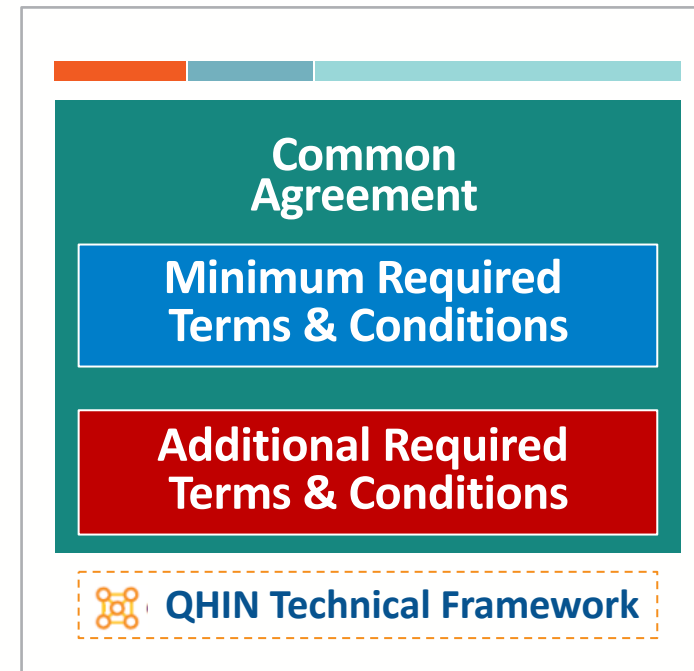 Common
Agreement
Minimum Required
Terms & Conditions
Additional Required
Terms & Conditions
QHIN Technical Framework